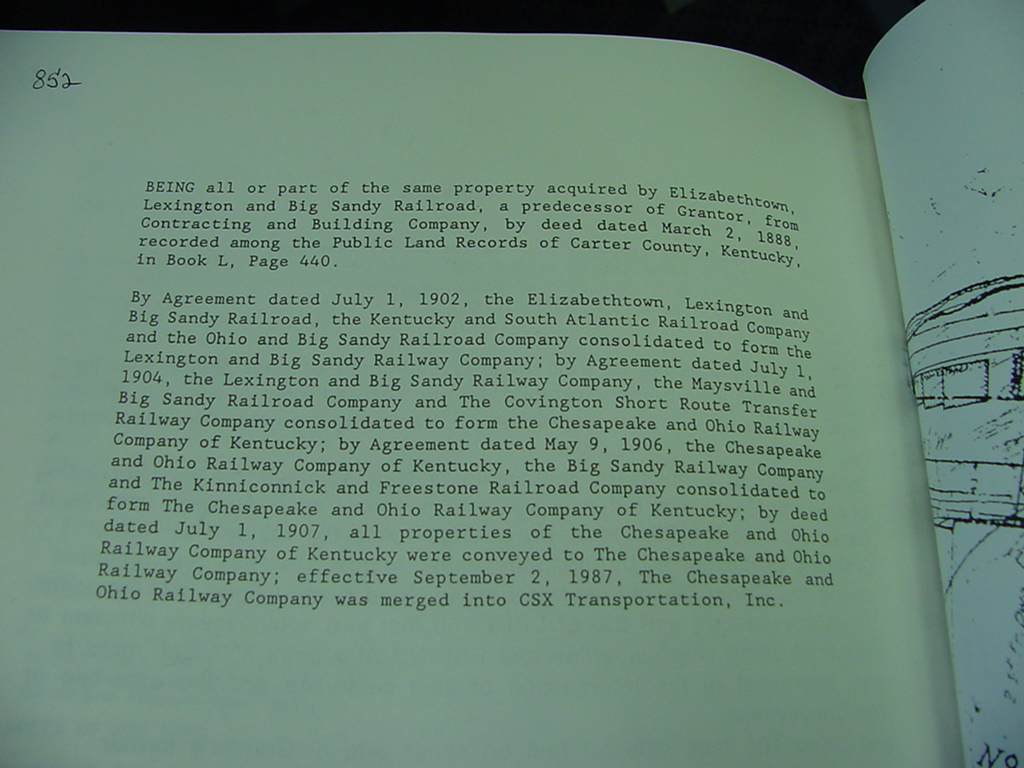 852
BEING all or part of the same property acquired by Elizabethtown,
Lexington and Big Sandy Railroad, a predecessor of Grantor, from
Contracting and Building Company, by deed dated March 2, 1888,
recorded among the Public Land Records of Carter County, Kentucky,
in Book L, Page 440.
By Agreement dated July 1, 1902, the Elizabethtown, Lexington and
Big Sandy Railroad, the Kentucky and South Atlantic Railroad Company
and the Ohio and Big Sandy Railroad Company consolidated to form the
Lexington and Big Sandy Railway Company; by Agreement dated July 1,
1904, the Lexington and Big Sandy Railway Company, the Maysville and
Big Sandy Railroad Company and The Covington Short Route Transfer
Railway Company consolidated to form the Chesapeake and Ohio Railway
Company of Kentucky; by Agreement dated May 9, 1906, the Chesapeake
and Ohio Railway Company of Kentucky, the Big Sandy Railway Company
and The Kinniconnick and Freestone Railroad Company consolidated to
form The Chesapeake and Ohio Railway Company of Kentucky; by deed
dated July 1, 1907, all properties of the Chesapeake and Ohio
Railway Company of Kentucky were conveyed to The Chesapeake and Ohio
Railway Company; effective September 2, 1987, The Chesapeake and
Ohio Railway Company was merged into CSX Transportation, Inc.
No